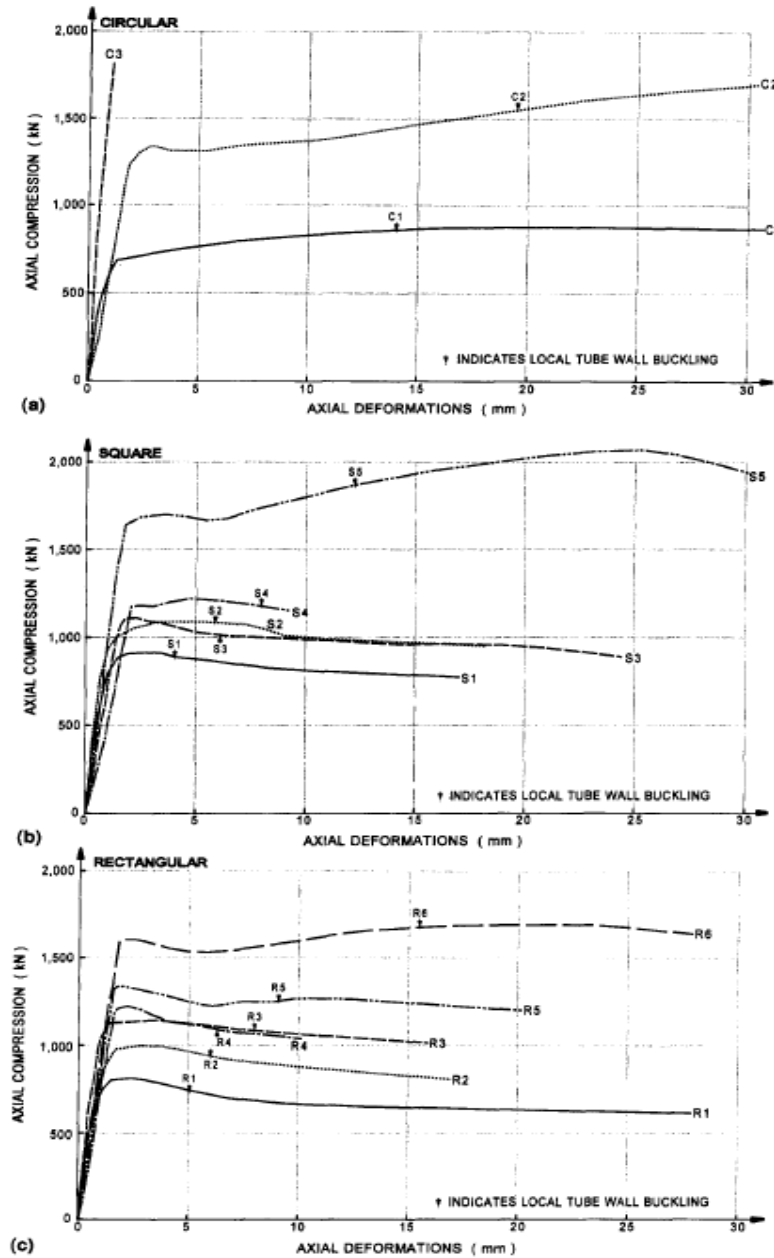 CIRCULAR
2,000
C3
C2
C2
1,500
AXIAL COMPRESSION (kN)
1,000
C1
C
500
† INDICATES LOCAL TUBE WALL BUCKLING
0
0 5 10 15 20 25 30
(a)
AXIAL DEFORMATIONS (mm)
SQUARE
2,000
S5
S5
1,500
AXIAL COMPRESSION (kN)
S4
S4
S2
S2
1,000
S1
S3
S3
S1
500
† INDICATES LOCAL TUBE WALL BUCKLING
0
0 5 10 15 20 25 30
(b)
AXIAL DEFORMATIONS (mm)
RECTANGULAR
2,000
R6
R6
1,500
AXIAL COMPRESSION (kN)
R5
R5
R3
R4
R4
R3
1,000
R2
R2
R1
R1
500
† INDICATES LOCAL TUBE WALL BUCKLING
0
0 5 10 15 20 25 30
(c)
AXIAL DEFORMATIONS (mm)